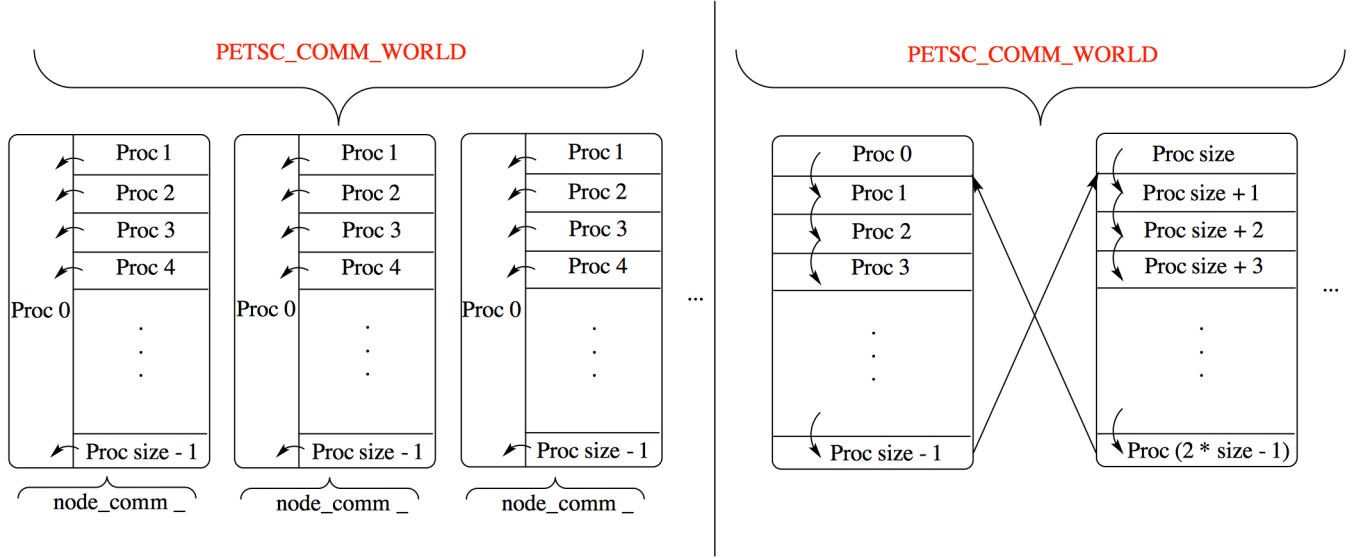 PETSC_COMM_WORLD
Proc 1
Proc 2
Proc 3
Proc 4
Proc 0
.
.
.
Proc size - 1
node_comm _
Proc 1
Proc 2
Proc 3
Proc 4
Proc 0
.
.
.
Proc size - 1
node_comm _
Proc 1
Proc 2
Proc 3
Proc 4
Proc 0
.
.
.
Proc size - 1
node_comm _
...
PETSC_COMM_WORLD
Proc 0
Proc 1
Proc 2
Proc 3
.
.
.
Proc size - 1
Proc size
Proc size + 1
Proc size + 2
Proc size + 3
.
.
.
Proc (2 * size - 1)
...